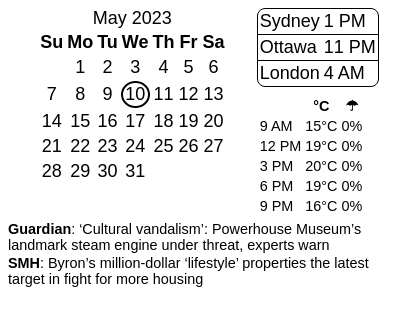 May 2023
Su Mo Tu We Th Fr Sa
1 2 3 4 5 6
7 8 9 10 11 12 13
14 15 16 17 18 19 20
21 22 23 24 25 26 27
28 29 30 31
Sydney 1 PM
Ottawa 11 PM
London 4 AM
°C ☂
9 AM 15°C 0%
12 PM 19°C 0%
3 PM 20°C 0%
6 PM 19°C 0%
9 PM 16°C 0%
Guardian: ‘Cultural vandalism’: Powerhouse Museum’s
landmark steam engine under threat, experts warn
SMH: Byron’s million-dollar ‘lifestyle’ properties the latest
target in fight for more housing